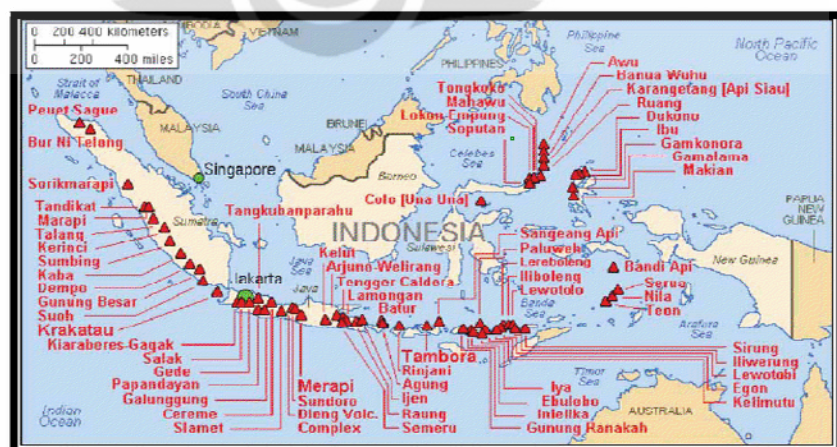 0 200 400 kilometers
0 200 400 miles
CAMBODIA
VIETNAM
THAILAND
Strait of
Malacca
South China
Sea
MALAYSIA
BRUNEI
MALAYSIA
PHILIPPINES
Philippine
Sea
North Pacific
Ocean
Celebes
Sea
Borneo
Sumatra
Singapore
INDONESIA
Sulawesi
Java
Sea
Java
Jakarta
Banda
Sea
New Guinea
PAPUA
NEW
GUINEA
Arafura
Sea
Timor
Sea
AUSTRALIA
Indian
Ocean
Peuet Sague
Bur Ni Telong
Sorikmarapi
Tandikat
Marapi
Talang
Kerinci
Sumbing
Kaba
Dempo
Gunung Besar
Suoh
Krakatau
Kiaraberes Gagak
Salak
Gede
Papandayan
Galunggung
Cereme
Slamet
Tangkubanparahu
Merapi
Sundoro
Dieng Volc.
Complex
Kelut
Arjuno-Welirang
Tengger Caldera
Lamongan
Batur
Tambora
Rinjani
Agung
Ijen
Raung
Semeru
Tongkoko
Mahawu
Lokon Empung
Soputan
Colo [Una Una]
Awu
Banua Wuhu
Karangetang [Api Siau]
Ruang
Dukono
Ibu
Gamkonora
Gamalama
Makian
Sangeang Api
Paluweh
Lereboleng
Iliboleng
Lewotolo
Bandi Api
Serua
Nila
Teon
Sirung
Iliwerung
Lewotobi
Egon
Kelimutu
Iya
Ebulobo
Inielika
Gunung Ranakah